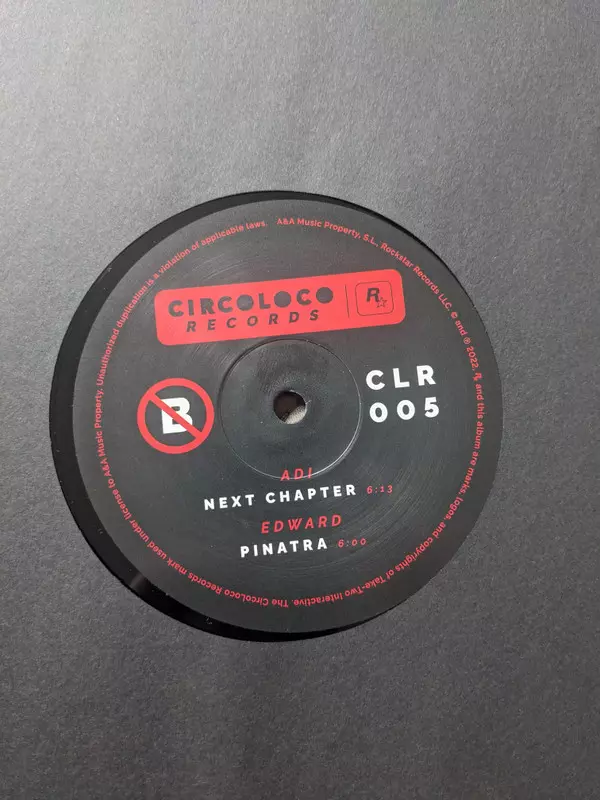 CIRCOLOCO
RECORDS
R
B
CLR
005
ADI
NEXT CHAPTER 6:13
EDWARD
PINATRA 6:00
A&A Music Property, S.L., Rockstar Records LLC. © and ℗ 2022. R and this album are marks, logos, and copyrights of Take-Two Interactive. The CircoLoco Records mark used under license to A&A Music Property. Unauthorized duplication is a violation of applicable laws.